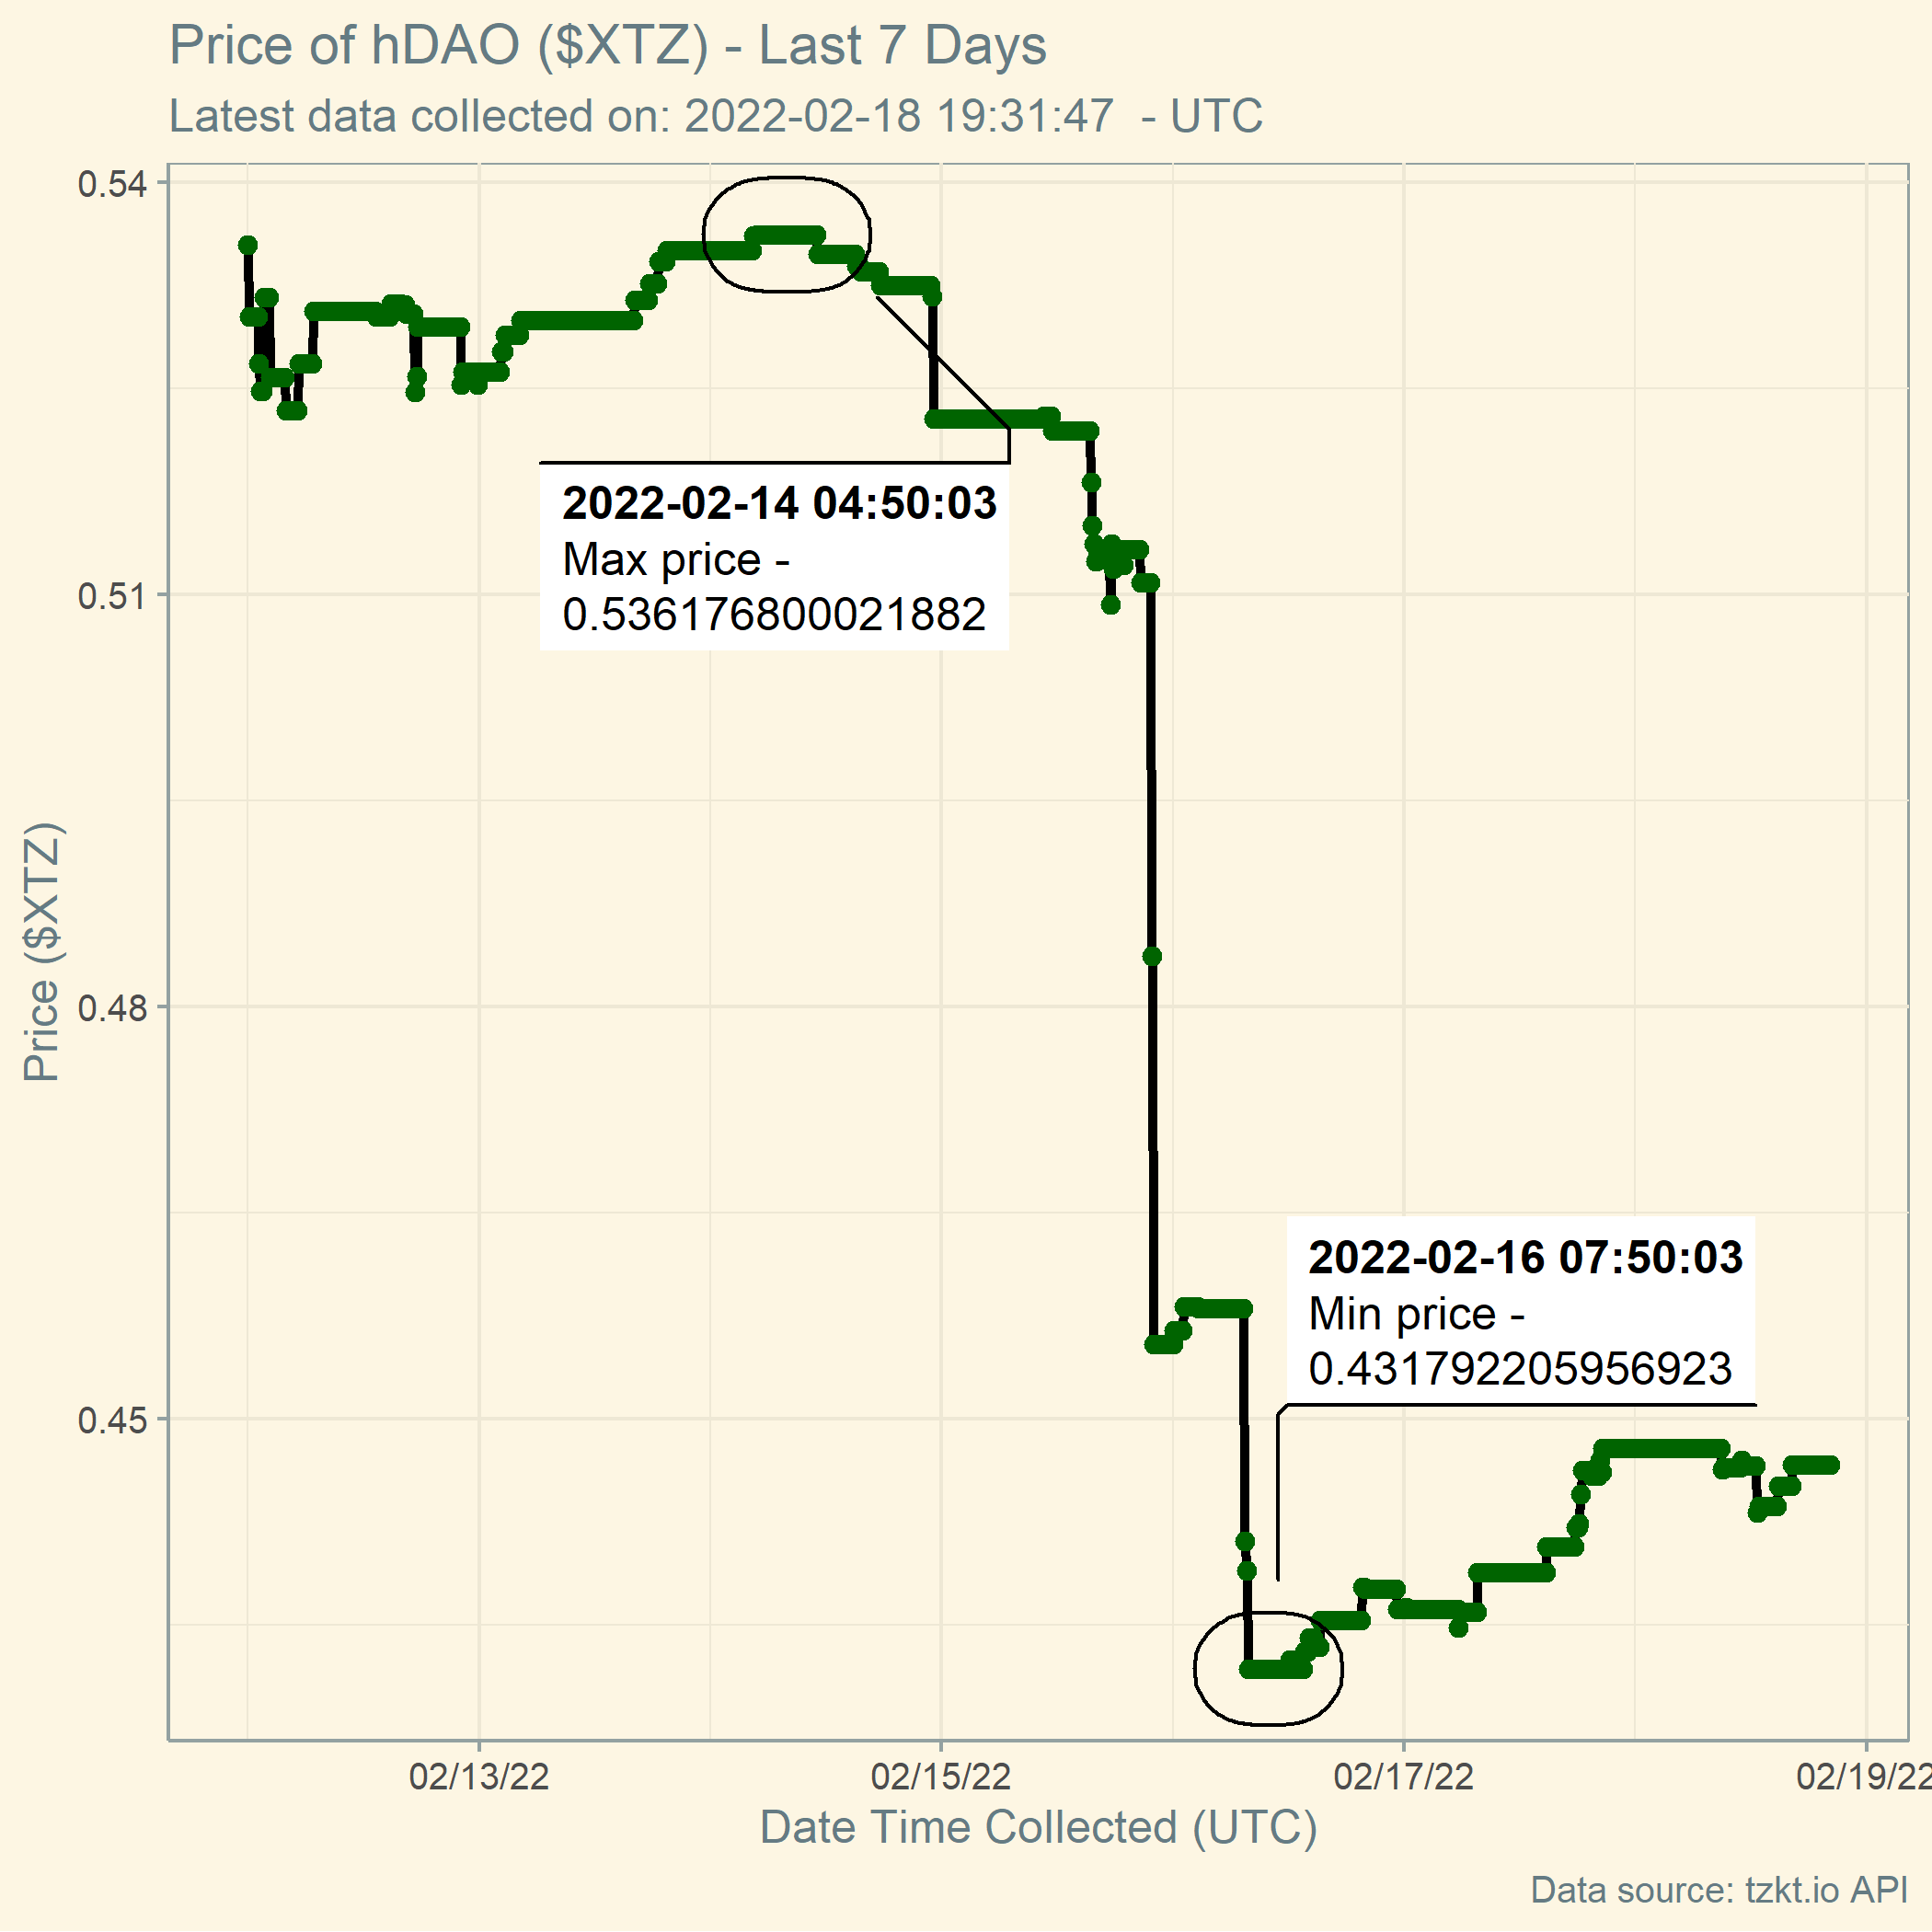 Price of hDAO ($XTZ) - Last 7 Days
Latest data collected on: 2022-02-18 19:31:47  - UTC
0.54
0.51
0.48
0.45
Price ($XTZ)
2022-02-14 04:50:03
Max price -
0.536176800021882
2022-02-16 07:50:03
Min price -
0.431792205956923
02/13/22
02/15/22
02/17/22
02/19/22
Date Time Collected (UTC)
Data source: tzkt.io API